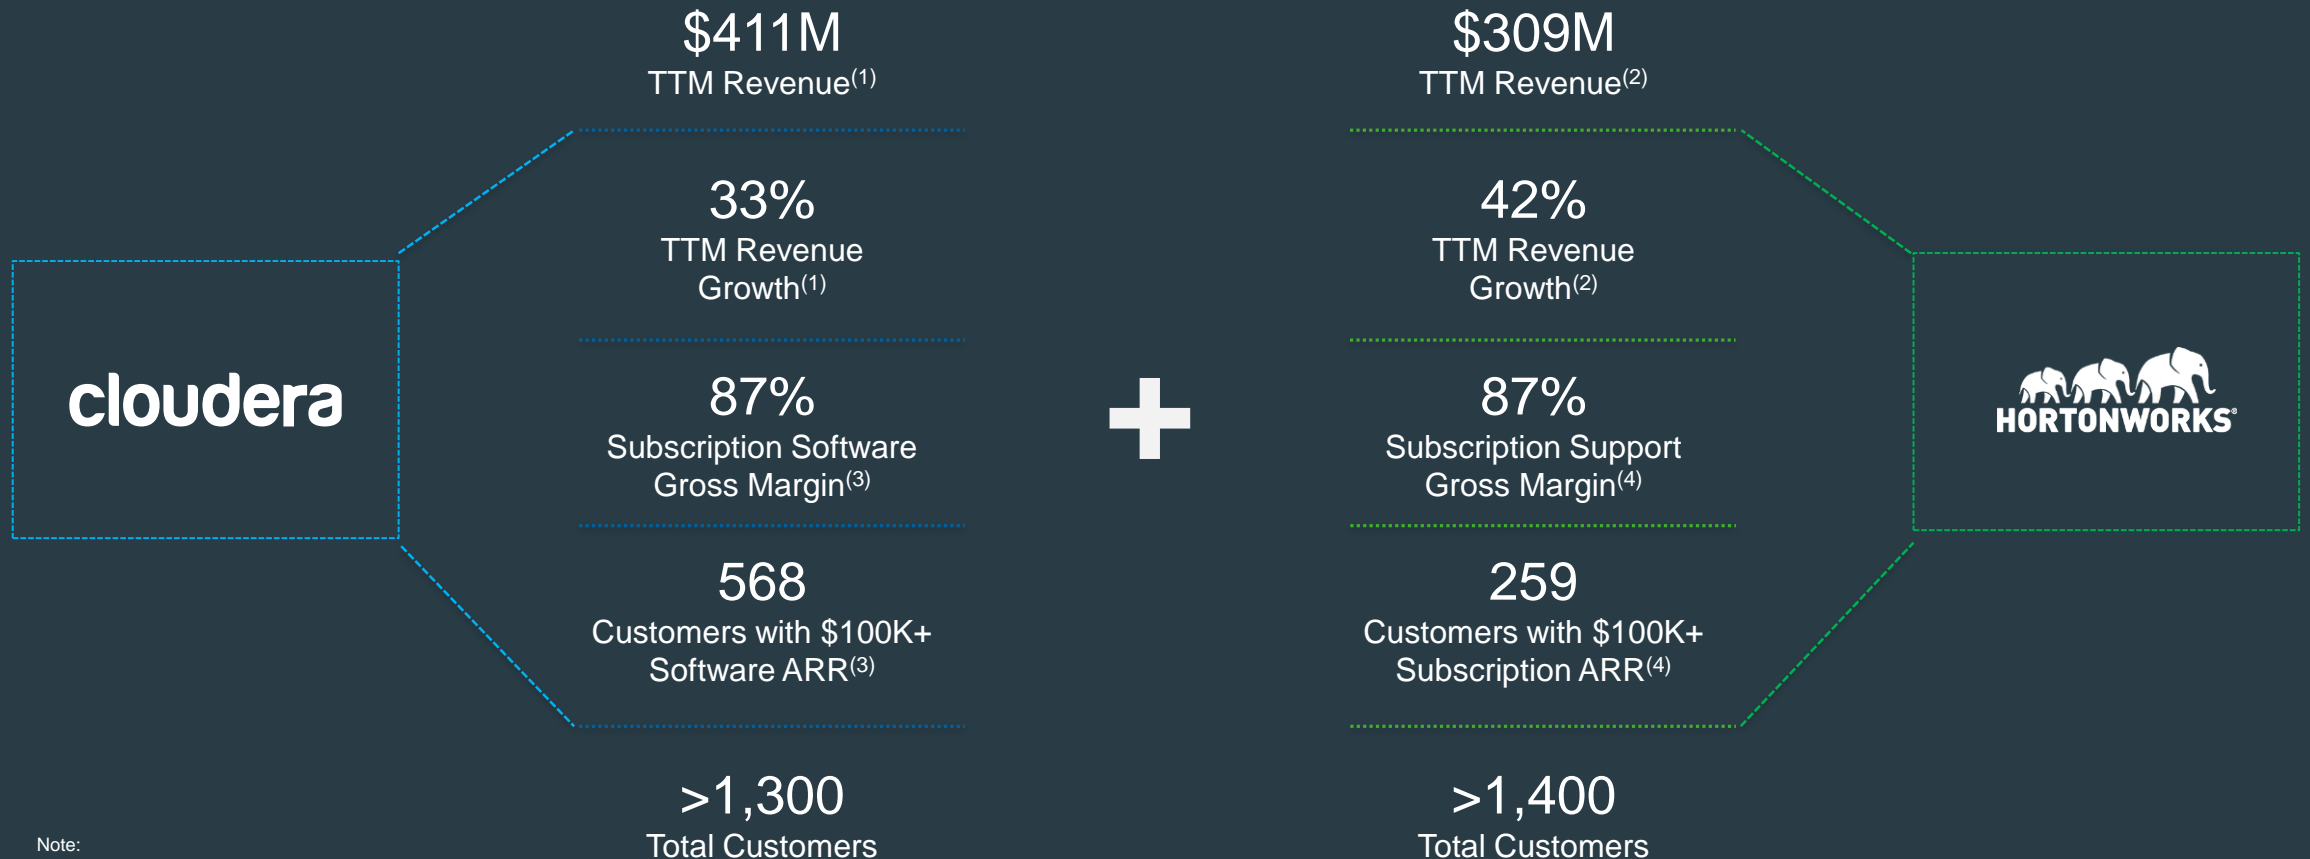 $411M
TTM Revenue(1)
33%
TTM Revenue
Growth(1)
87%
Subscription Software
Gross Margin(3)
568
Customers with $100K+
Software ARR(3)
>1,300
Total Customers
cloudera
+
$309M
TTM Revenue(2)
42%
TTM Revenue
Growth(2)
87%
Subscription Support
Gross Margin(4)
259
Customers with $100K+
Subscription ARR(4)
>1,400
Total Customers
HORTONWORKS®
Note: